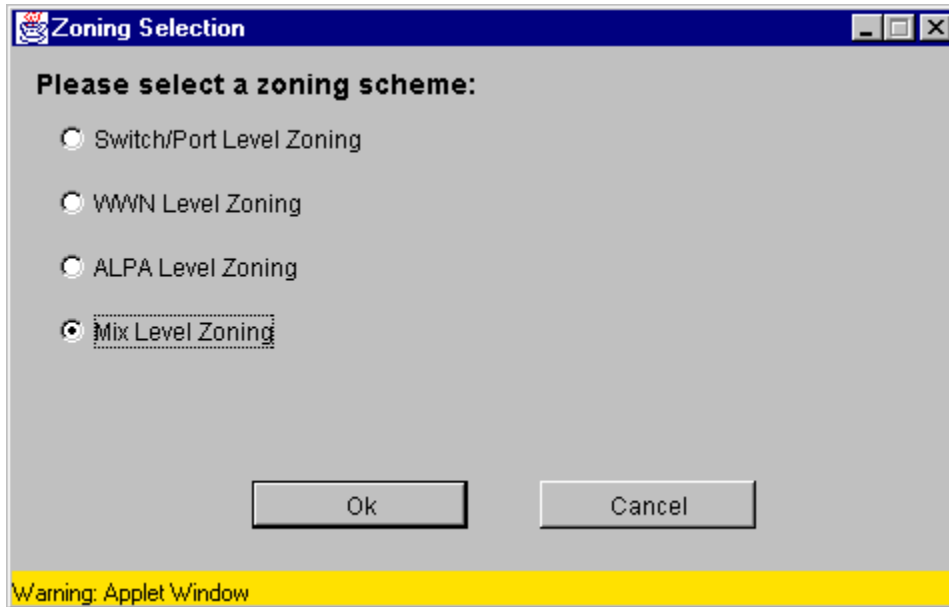 Zoning Selection
Please select a zoning scheme:
Switch/Port Level Zoning
WWN Level Zoning
ALPA Level Zoning
Mix Level Zoning
Ok
Cancel
Warning: Applet Window